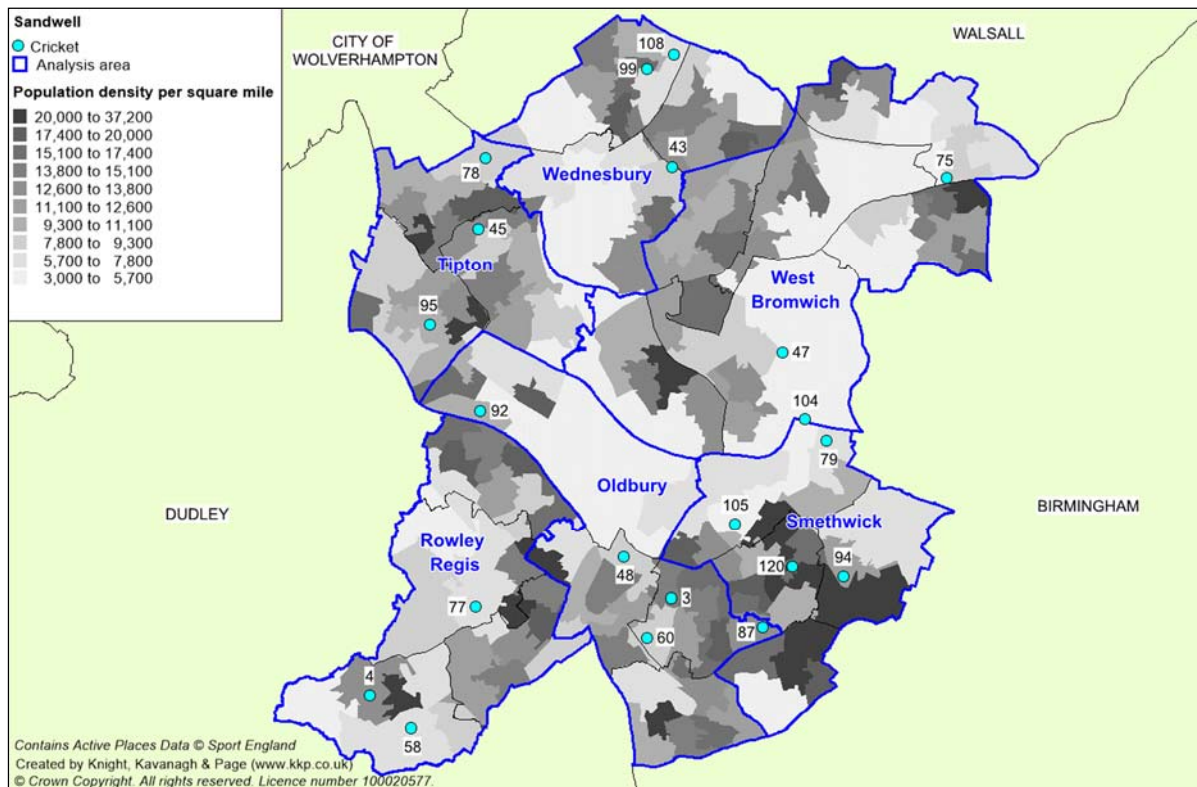 Sandwell
Cricket
Analysis area
Population density per square mile
20,000 to 37,200
17,400 to 20,000
15,100 to 17,400
13,800 to 15,100
12,600 to 13,800
11,100 to 12,600
9,300 to 11,100
7,800 to 9,300
5,700 to 7,800
3,000 to 5,700
CITY OF
WOLVERHAMPTON
WALSALL
108
99
43
78
Wednesbury
75
45
Tipton
West
Bromwich
95
47
92
104
79
Oldbury
DUDLEY
105
Smethwick
BIRMINGHAM
Rowley
Regis
48
120
94
77
3
60
87
4
58
Contains Active Places Data © Sport England
Created by Knight, Kavanagh & Page (www.kkp.co.uk)
© Crown Copyright. All rights reserved. Licence number 100020577.